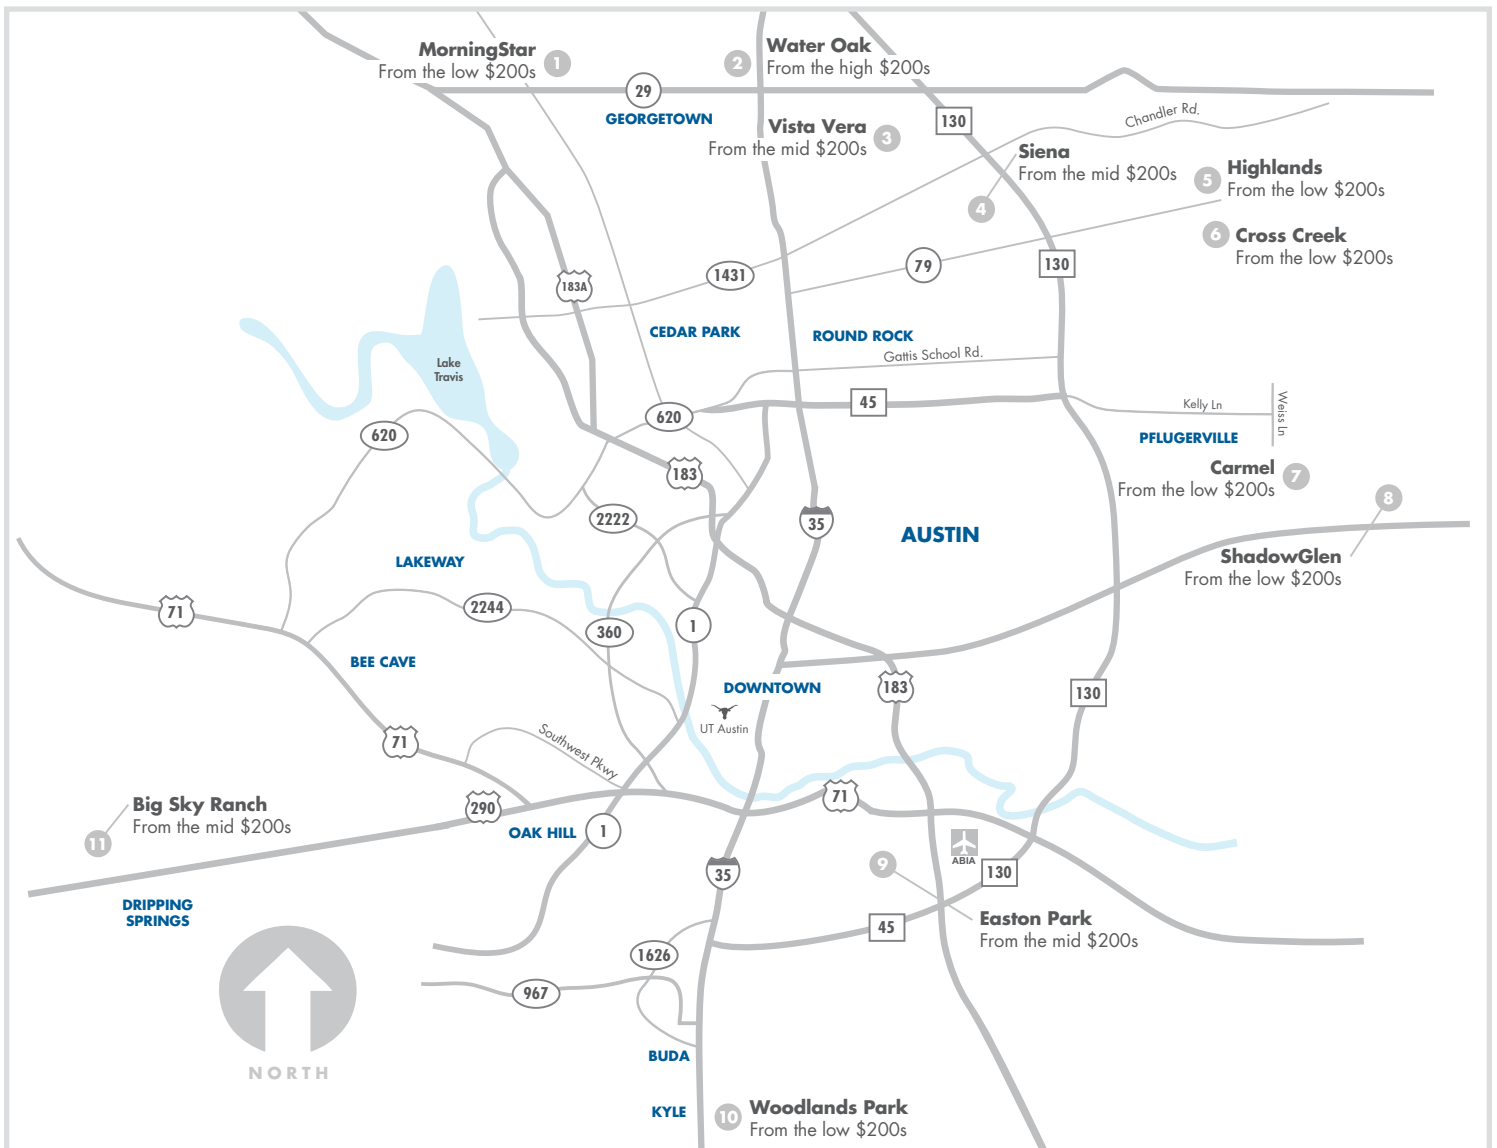 MorningStar
From the low $200s
1
2
Water Oak
From the high $200s
29
GEORGETOWN
130
Chandler Rd.
Vista Vera
From the mid $200s
3
Siena
From the mid $200s
4
5
Highlands
From the low $200s
6
Cross Creek
From the low $200s
183A
1431
79
130
CEDAR PARK
ROUND ROCK
Gattis School Rd.
Lake
Travis
620
620
45
Kelly Ln
Weiss Ln
PFLUGERVILLE
183
Carmel
From the low $200s
7
8
2222
35
AUSTIN
ShadowGlen
From the low $200s
LAKEWAY
71
2244
360
1
BEE CAVE
DOWNTOWN
183
130
UT Austin
71
Southwest Pkwy
290
71
Big Sky Ranch
From the mid $200s
11
OAK HILL
1
ABIA
130
35
9
DRIPPING
SPRINGS
Easton Park
From the mid $200s
45
1626
967
NORTH
BUDA
KYLE
10
Woodlands Park
From the low $200s